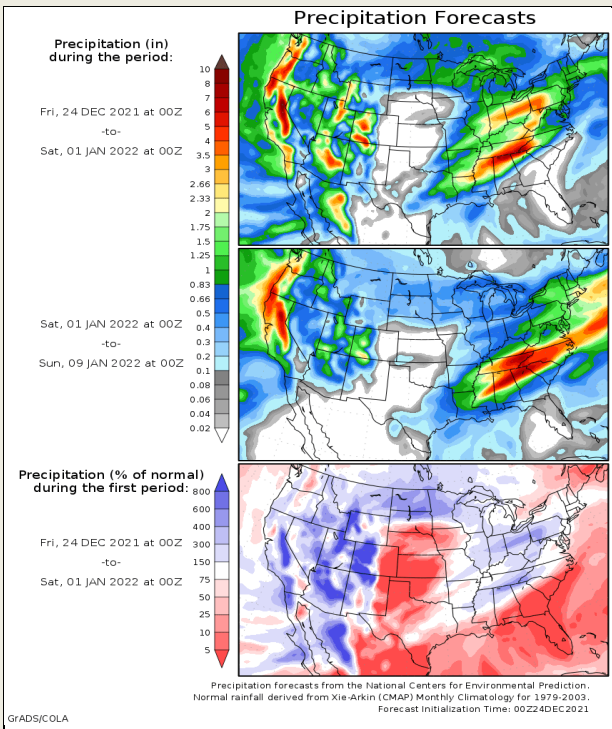 Precipitation Forecasts
Precipitation (in)
during the period:
Fri, 24 DEC 2021 at 00Z
-to-
Sat, 01 JAN 2022 at 00Z
10
8
7
6
5
4
3.5
3
2.66
2.33
2
1.75
1.5
1.25
1
0.83
0.66
0.5
0.4
0.3
0.2
0.1
0.08
0.06
0.04
0.02
Sat, 01 JAN 2022 at 00Z
-to-
Sun, 09 JAN 2022 at 00Z
Precipitation (% of normal)
during the first period:
Fri, 24 DEC 2021 at 00Z
-to-
Sat, 01 JAN 2022 at 00Z
800
600
400
300
150
75
50
25
10
5
Precipitation forecasts from the National Centers for Environmental Prediction.
Normal rainfall derived from Xie-Arkin (CMAP) Monthly Climatology for 1979-2003.
Forecast Initialization Time: 00Z24DEC2021
GrADS/COLA